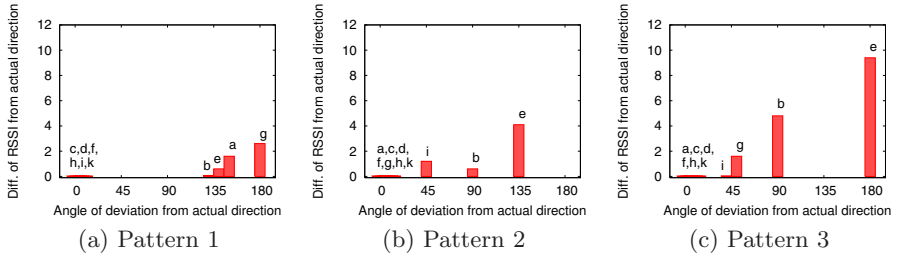 Diff. of RSSI from actual direction
12
10
8
6
4
2
0
c,d,f,
h,i,k
b
e
a
g
0 45 90 135 180
Angle of deviation from actual direction
(a) Pattern 1
Diff. of RSSI from actual direction
12
10
8
6
4
2
0
a,c,d,
f,g,h,k
i
b
e
0 45 90 135 180
Angle of deviation from actual direction
(b) Pattern 2
Diff. of RSSI from actual direction
12
10
8
6
4
2
0
a,c,d,
f,h,k
i
g
b
e
0 45 90 135 180
Angle of deviation from actual direction
(c) Pattern 3